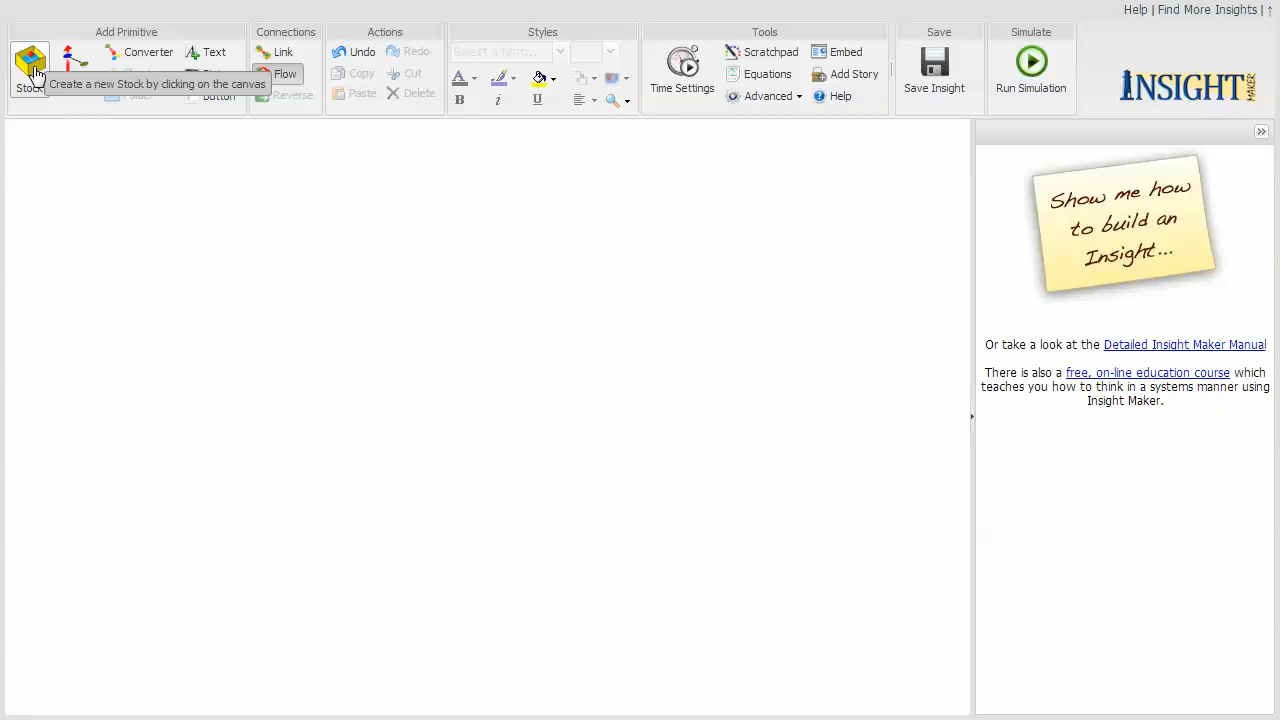 Help | Find More Insights | ↑
Add Primitive
Connections
Actions
Styles
Tools
Save
Simulate
Stock
Converter
Text
Link
Undo
Redo
Select a font...
Scratchpad
Embed
Create a new Stock by clicking on the canvas
Flow
Copy
Cut
Time Settings
Equations
Add Story
Save Insight
Run Simulation
Folder
Button
Reverse
Paste
Delete
B
i
U
Advanced
Help
INSIGHT
MAKER
Show me how
to build an
Insight...
Or take a look at the Detailed Insight Maker Manual
There is also a free, on-line education course which
teaches you how to think in a systems manner using
Insight Maker.